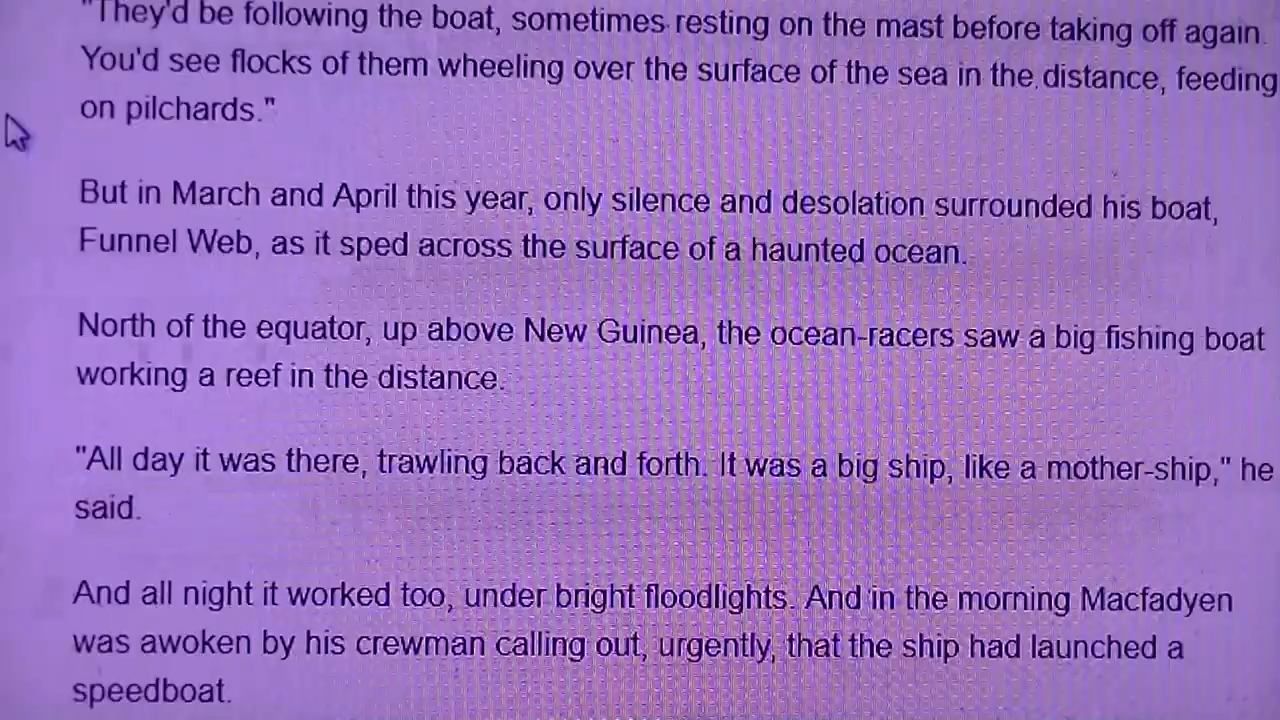 "They'd be following the boat, sometimes resting on the mast before taking off again.
You'd see flocks of them wheeling over the surface of the sea in the distance, feeding
on pilchards."
But in March and April this year, only silence and desolation surrounded his boat,
Funnel Web, as it sped across the surface of a haunted ocean.
North of the equator, up above New Guinea, the ocean-racers saw a big fishing boat
working a reef in the distance.
"All day it was there, trawling back and forth. It was a big ship, like a mother-ship," he
said.
And all night it worked too, under bright floodlights. And in the morning Macfadyen
was awoken by his crewman calling out, urgently, that the ship had launched a
speedboat.